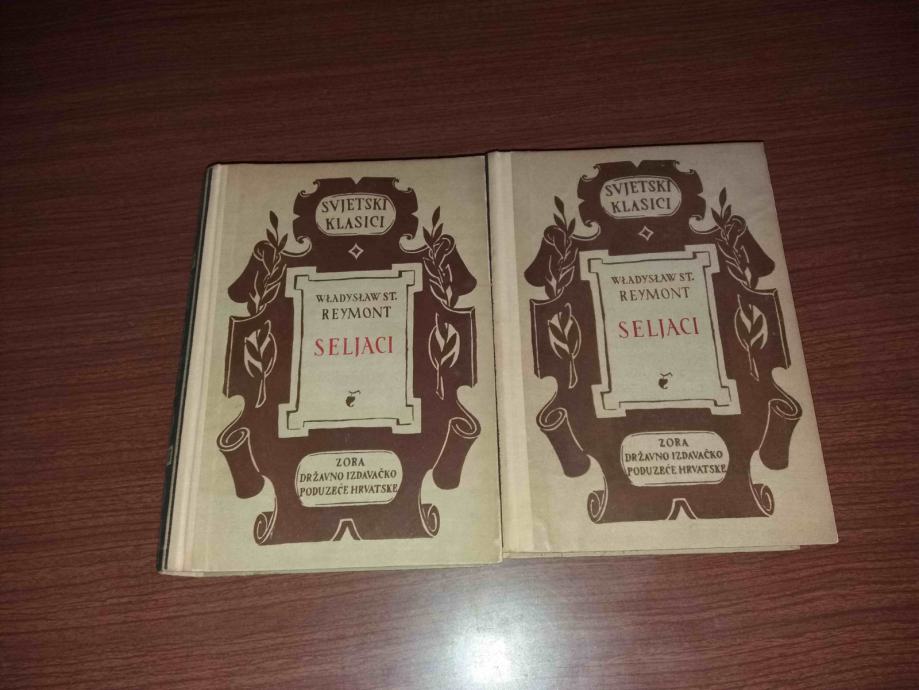 SVJETSKI
KLASICI
WŁADYSŁAW ST.
REYMONT
SELJACI
ZORA
DRŽAVNO IZDAVAČKO
PODUZEĆE HRVATSKE
SVJETSKI
KLASICI
WŁADYSŁAW ST.
REYMONT
SELJACI
ZORA
DRŽAVNO IZDAVAČKO
PODUZEĆE HRVATSKE